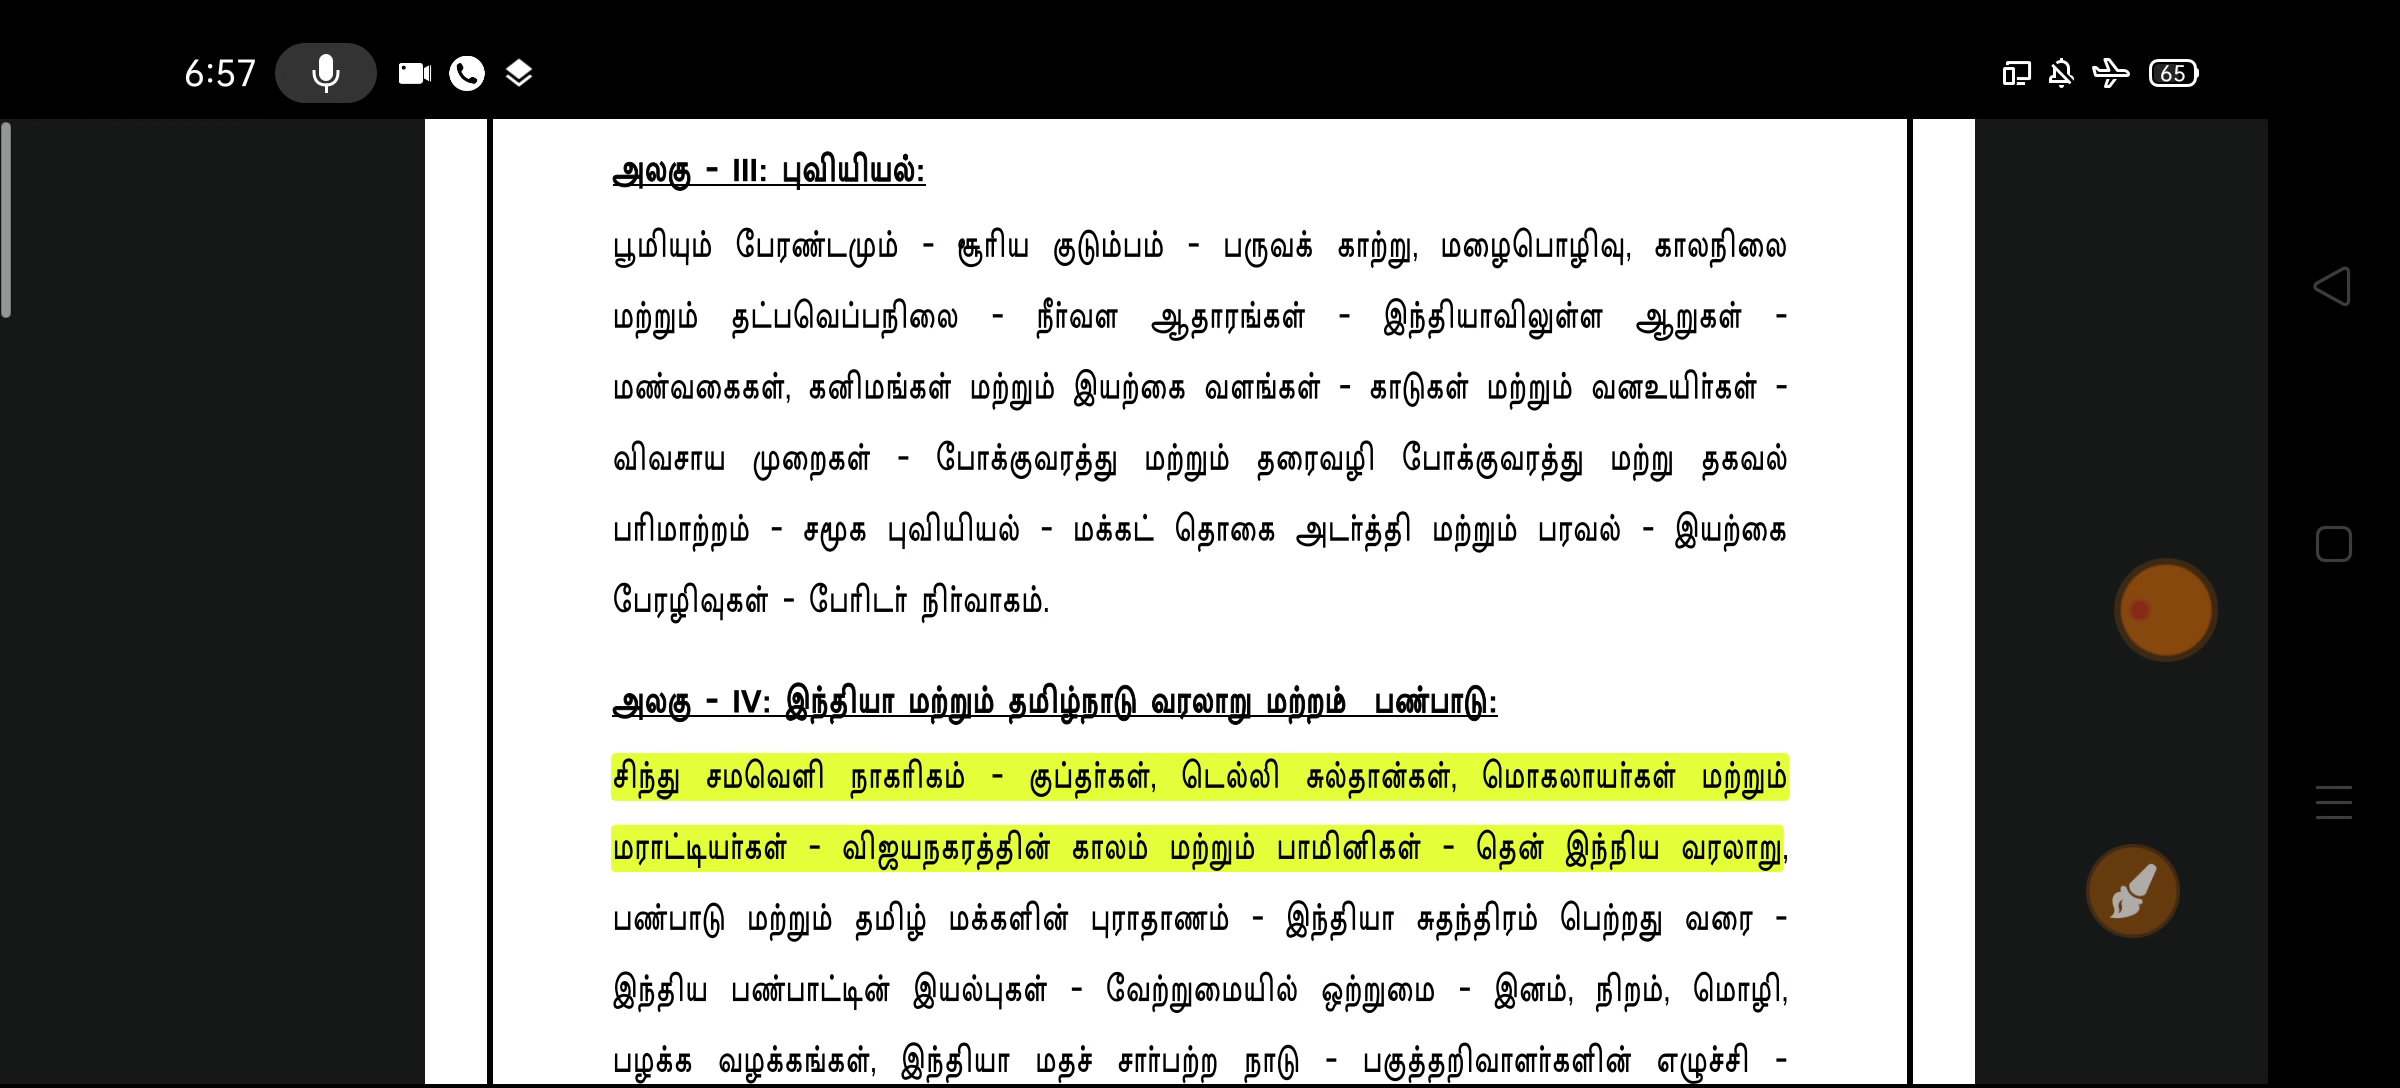 6:57
65
அலகு - III: புவியியல்:
பூமியும் பேரண்டமும் - சூரிய குடும்பம் - பருவக் காற்று, மழைபொழிவு, காலநிலை
மற்றும் தட்பவெப்பநிலை - நீர்வள ஆதாரங்கள் - இந்தியாவிலுள்ள ஆறுகள் -
மண்வகைகள், கனிமங்கள் மற்றும் இயற்கை வளங்கள் - காடுகள் மற்றும் வனஉயிர்கள் -
விவசாய முறைகள் - போக்குவரத்து மற்றும் தரைவழி போக்குவரத்து மற்று தகவல்
பரிமாற்றம் - சமூக புவியியல் - மக்கட் தொகை அடர்த்தி மற்றும் பரவல் - இயற்கை
பேரழிவுகள் - பேரிடர் நிர்வாகம்.
அலகு - IV: இந்தியா மற்றும் தமிழ்நாடு வரலாறு மற்றம் பண்பாடு:
சிந்து சமவெளி நாகரிகம் - குப்தர்கள், டெல்லி சுல்தான்கள், மொகலாயர்கள் மற்றும்
மராட்டியர்கள் - விஜயநகரத்தின் காலம் மற்றும் பாமினிகள் - தென் இந்நிய வரலாறு,
பண்பாடு மற்றும் தமிழ் மக்களின் புராதாணம் - இந்தியா சுதந்திரம் பெற்றது வரை -
இந்திய பண்பாட்டின் இயல்புகள் - வேற்றுமையில் ஒற்றுமை - இனம், நிறம், மொழி,
பழக்க வழக்கங்கள், இந்தியா மதச் சார்பற்ற நாடு - பகுத்தறிவாளர்களின் எழுச்சி -